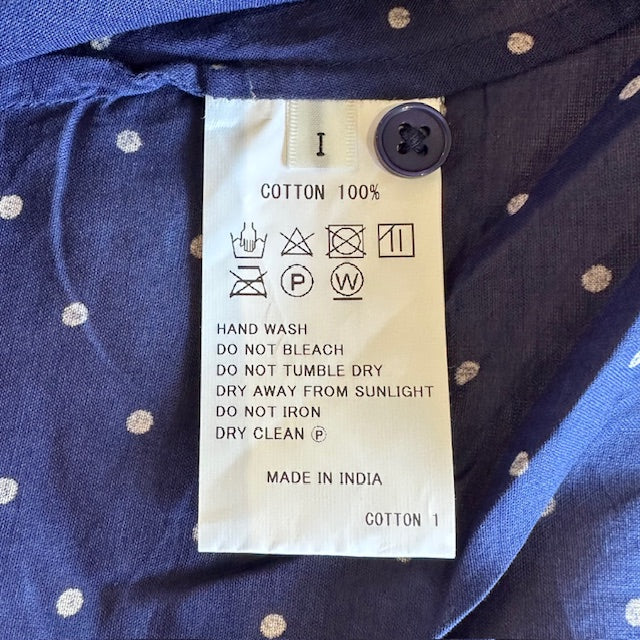 I
COTTON 100%
P W
HAND WASH
DO NOT BLEACH
DO NOT TUMBLE DRY
DRY AWAY FROM SUNLIGHT
DO NOT IRON
DRY CLEAN Ⓟ
MADE IN INDIA
COTTON 1